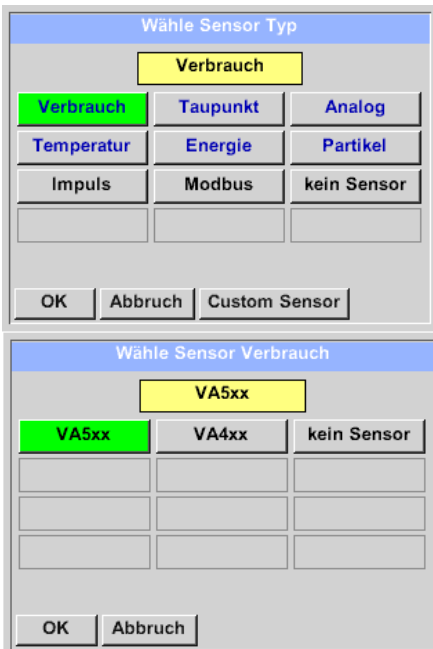 Wähle Sensor Typ
Verbrauch
Verbrauch Taupunkt Analog
Temperatur Energie Partikel
Impuls Modbus kein Sensor
OK Abbruch Custom Sensor
Wähle Sensor Verbrauch
VA5xx
VA5xx VA4xx kein Sensor
OK Abbruch